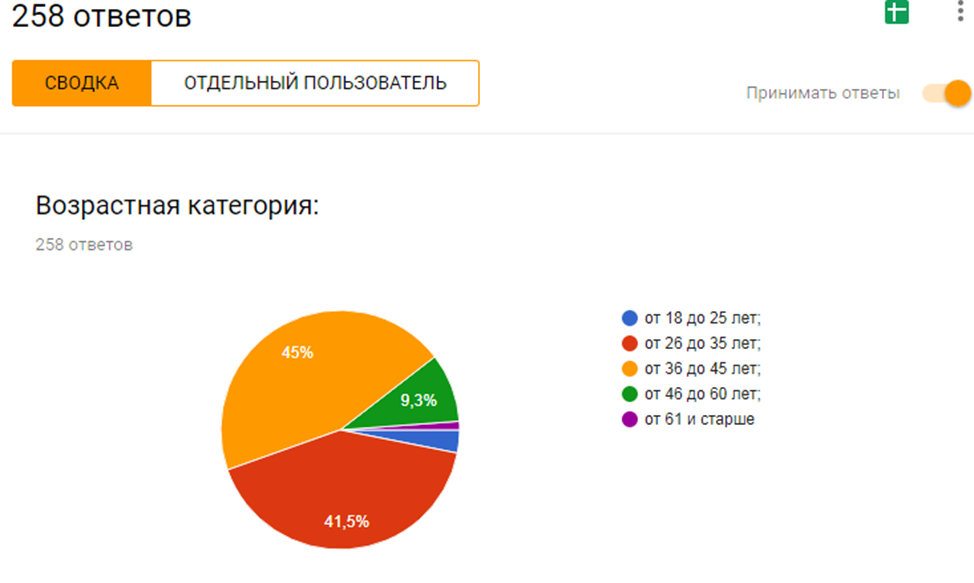 258 ответов
СВОДКА
ОТДЕЛЬНЫЙ ПОЛЬЗОВАТЕЛЬ
Принимать ответы
Возрастная категория:
258 ответов
45%
9,3%
41,5%
от 18 до 25 лет;
от 26 до 35 лет;
от 36 до 45 лет;
от 46 до 60 лет;
от 61 и старше